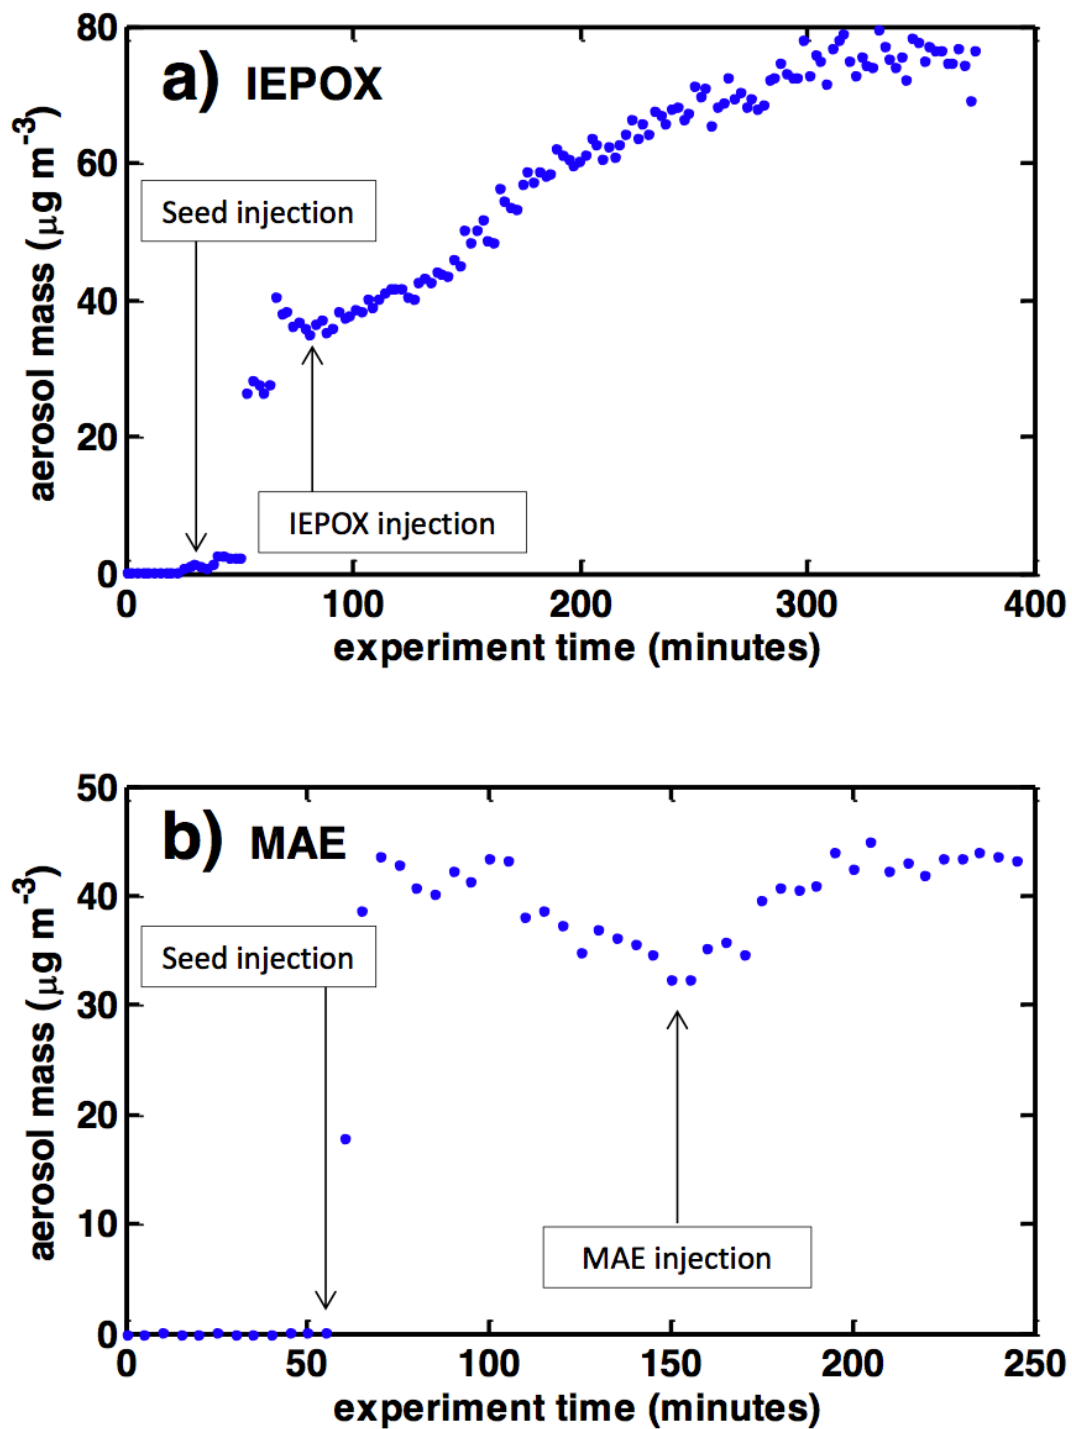 a) IEPOX
80
60
40
20
0
aerosol mass (μg m-3)
Seed injection
IEPOX injection
0 100 200 300 400
experiment time (minutes)
b) MAE
50
40
30
20
10
0
aerosol mass (μg m-3)
Seed injection
MAE injection
0 50 100 150 200 250
experiment time (minutes)